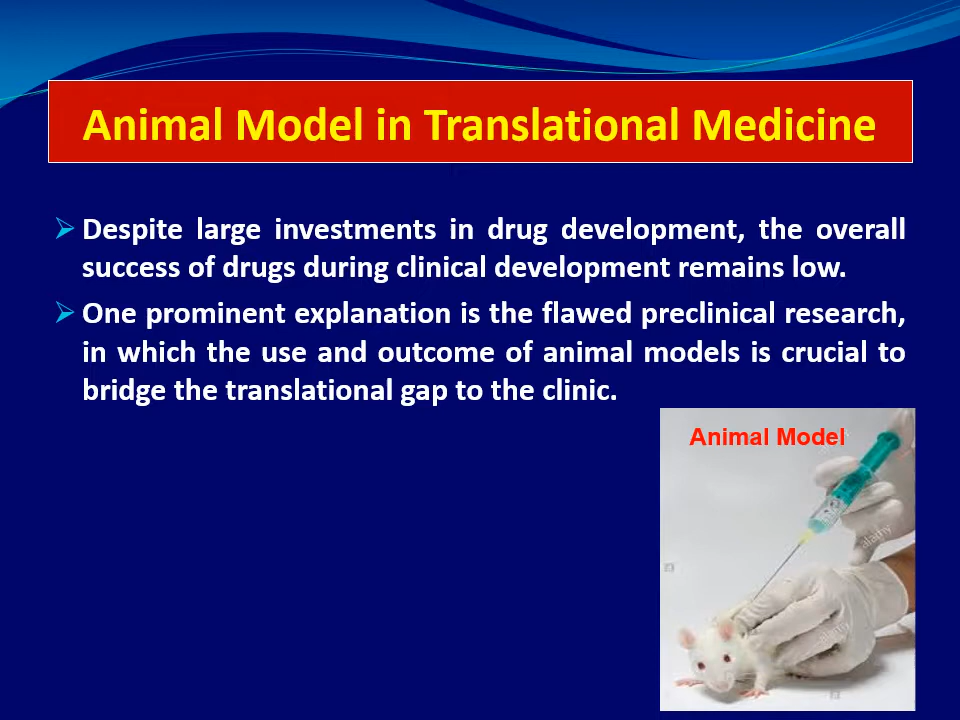 Animal Model in Translational Medicine
➢ Despite large investments in drug development, the overall
success of drugs during clinical development remains low.
➢ One prominent explanation is the flawed preclinical research,
in which the use and outcome of animal models is crucial to
bridge the translational gap to the clinic.
Animal Model
alamy
alamy